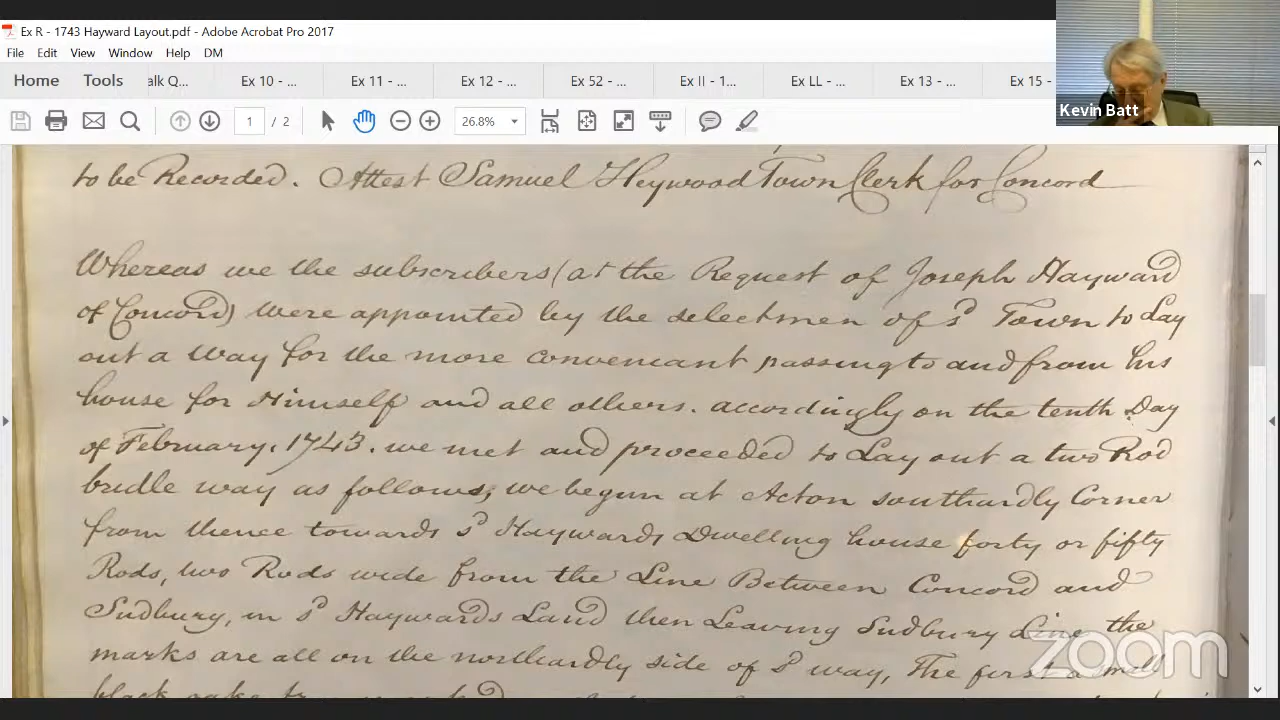 Ex R - 1743 Hayward Layout.pdf - Adobe Acrobat Pro 2017
File Edit View Window Help DM
Home Tools alk Q... Ex 10 - ... Ex 11 - ... Ex 12 - ... Ex 52 - ... Ex II - 1... Ex LL - ... Ex 13 - ... Ex 15 -
1 / 2 26.8%
Kevin Batt
to be Recorded. Attest Samuel Heywood Town Clerk for Concord
Whereas we the subscribers (at the Request of Joseph Hayward
of Concord) were appointed by the selectmen of sd Town to Lay
out a Way for the more conveniant passing to and from his
house for Himself and all others. accordingly on the tenth Day
of February. 1743. we met and proceeded to Lay out a two Rod
bridle way as follows, we begun at Acton southardly Corner
from thence towards sd Haywards Dwelling house forty or fifty
Rods, two Rods wide from the Line Between Concord and
Sudbury, in sd Haywards Land then Leaving Sudbury Line the
marks are all on the northardly side of sd way, The first a small
black oake
zoom